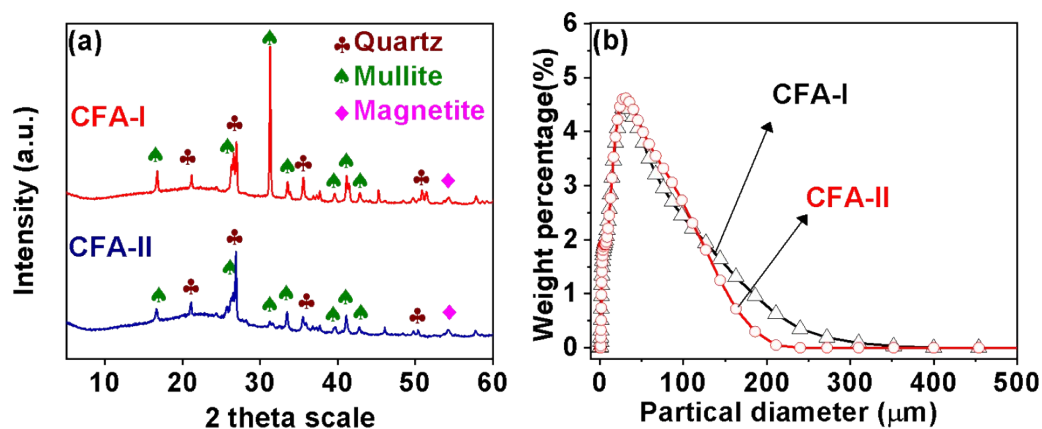 (a)
Quartz
Mullite
Magnetite
CFA-I
CFA-II
Intensity (a.u.)
10 20 30 40 50 60
2 theta scale
(b)
6
5
4
3
2
1
0
Weight percentage(%)
CFA-I
CFA-II
0 100 200 300 400 500
Partical diameter (μm)